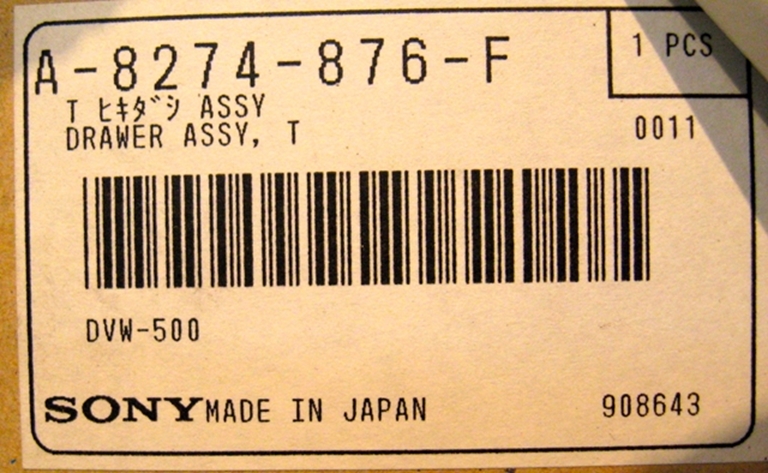 A-8274-876-F
1 PCS
T ﾋｷﾀﾞｼ ASSY
DRAWER ASSY, T
0011
DVW-500
SONY MADE IN JAPAN
908643